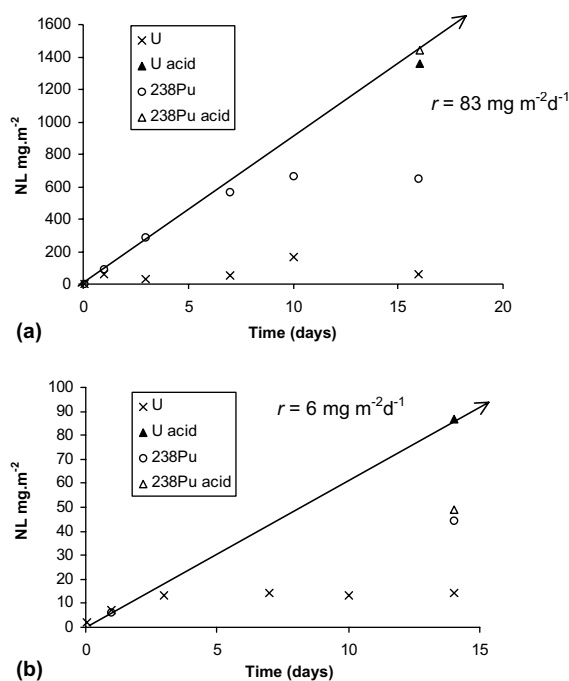 1600
1400
1200
1000
800
600
400
200
0
NL mg.m⁻²
× U
▲ U acid
○ 238Pu
△ 238Pu acid
r = 83 mg m⁻²d⁻¹
0 5 10 15 20
Time (days)
(a)
100
90
80
70
60
50
40
30
20
10
0
NL mg.m⁻²
× U
▲ U acid
○ 238Pu
△ 238Pu acid
r = 6 mg m⁻²d⁻¹
0 5 10 15
Time (days)
(b)